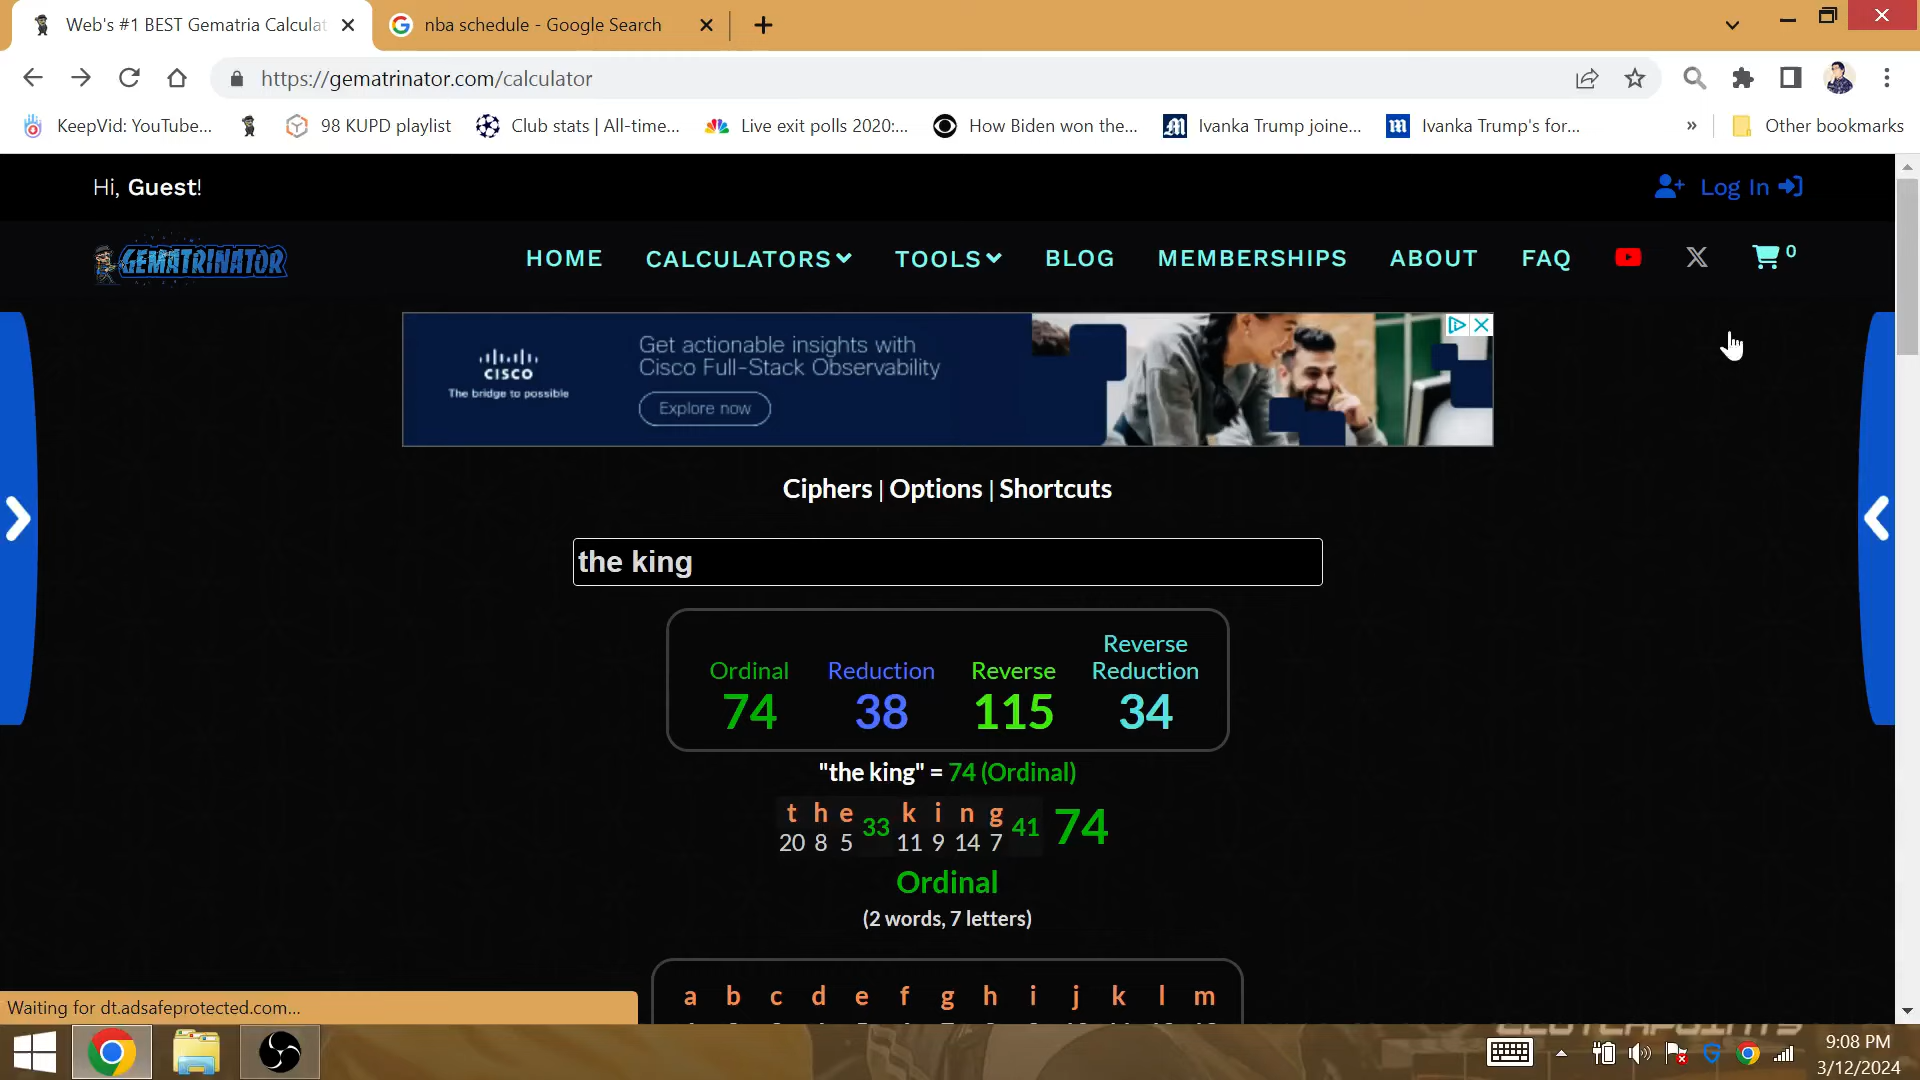 Web's #1 BEST Gematria Calculat
nba schedule - Google Search
https://gematrinator.com/calculator
KeepVid: YouTube...
98 KUPD playlist
Club stats | All-time...
Live exit polls 2020:...
How Biden won the...
Ivanka Trump joine...
Ivanka Trump's for...
»
Other bookmarks
Hi, Guest!
Log In
GEMATRINATOR
HOME
CALCULATORS
TOOLS
BLOG
MEMBERSHIPS
ABOUT
FAQ
0
CISCO
The bridge to possible
Get actionable insights with
Cisco Full-Stack Observability
Explore now
Ciphers | Options | Shortcuts
the king
Ordinal
74
Reduction
38
Reverse
115
Reverse
Reduction
34
"the king" = 74 (Ordinal)
t h e 33 k i n g 41 74
20 8 5 11 9 14 7
Ordinal
(2 words, 7 letters)
a b c d e f g h i j k l m
Waiting for dt.adsafeprotected.com...
CLUTCHPOINTS
9:08 PM
3/12/2024